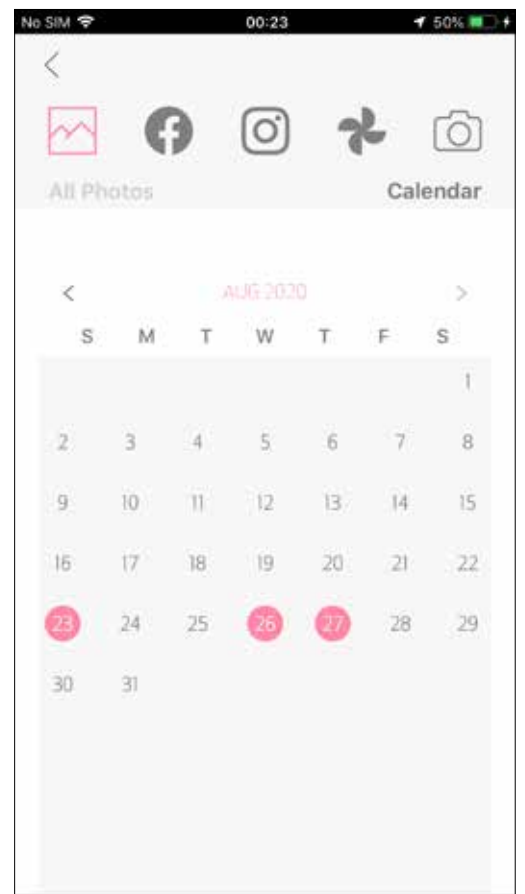 No SIM 00:23 50%
All Photos Calendar
AUG 2020
S M T W T F S
1
2 3 4 5 6 7 8
9 10 11 12 13 14 15
16 17 18 19 20 21 22
23 24 25 26 27 28 29
30 31